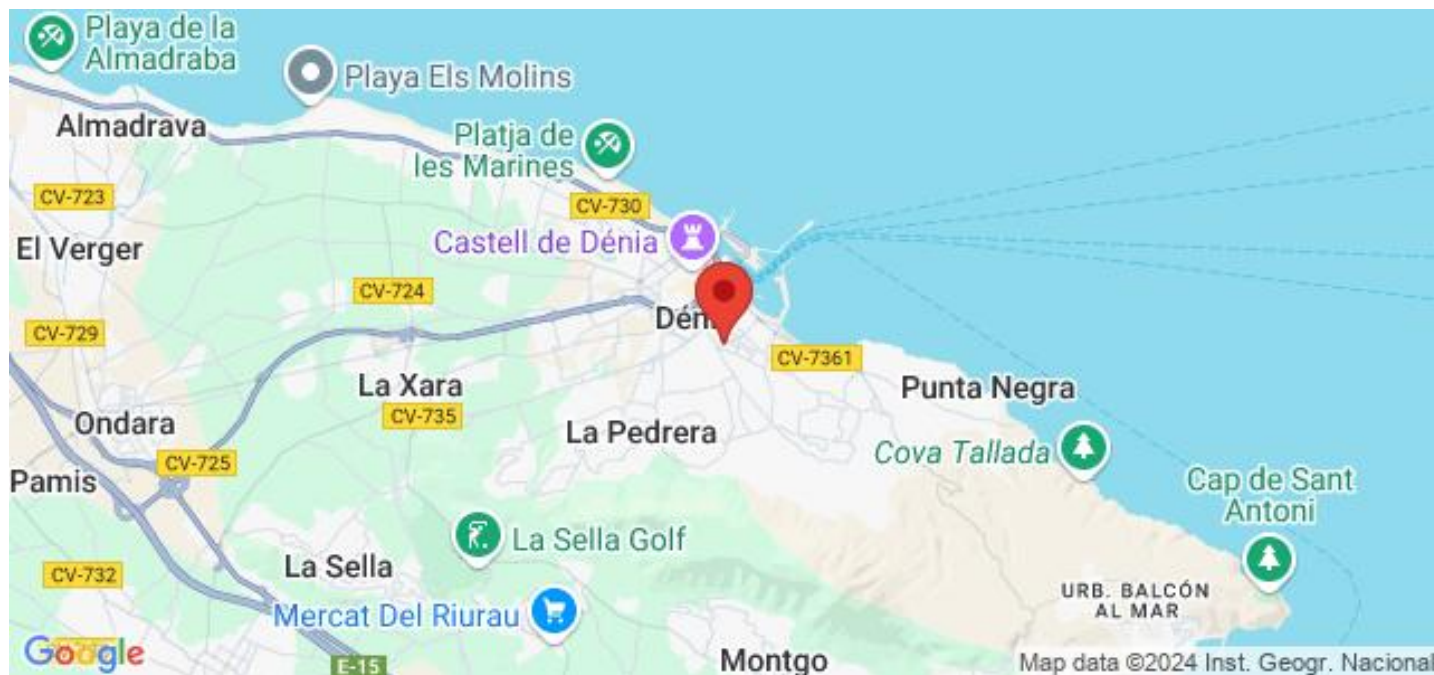 Playa de la
Almadraba
Playa Els Molins
Almadrava
Platja de
les Marines
CV-723
CV-730
El Verger
Castell de Dénia
CV-724
CV-729
CV-7361
La Xara
Punta Negra
CV-735
Ondara
La Pedrera
Cova Tallada
CV-725
Pamis
Cap de Sant
Antoni
La Sella Golf
La Sella
CV-732
URB. BALCÓN
AL MAR
Mercat Del Riurau
Google
E-15
Montgo
Map data ©2024 Inst. Geogr. Nacional